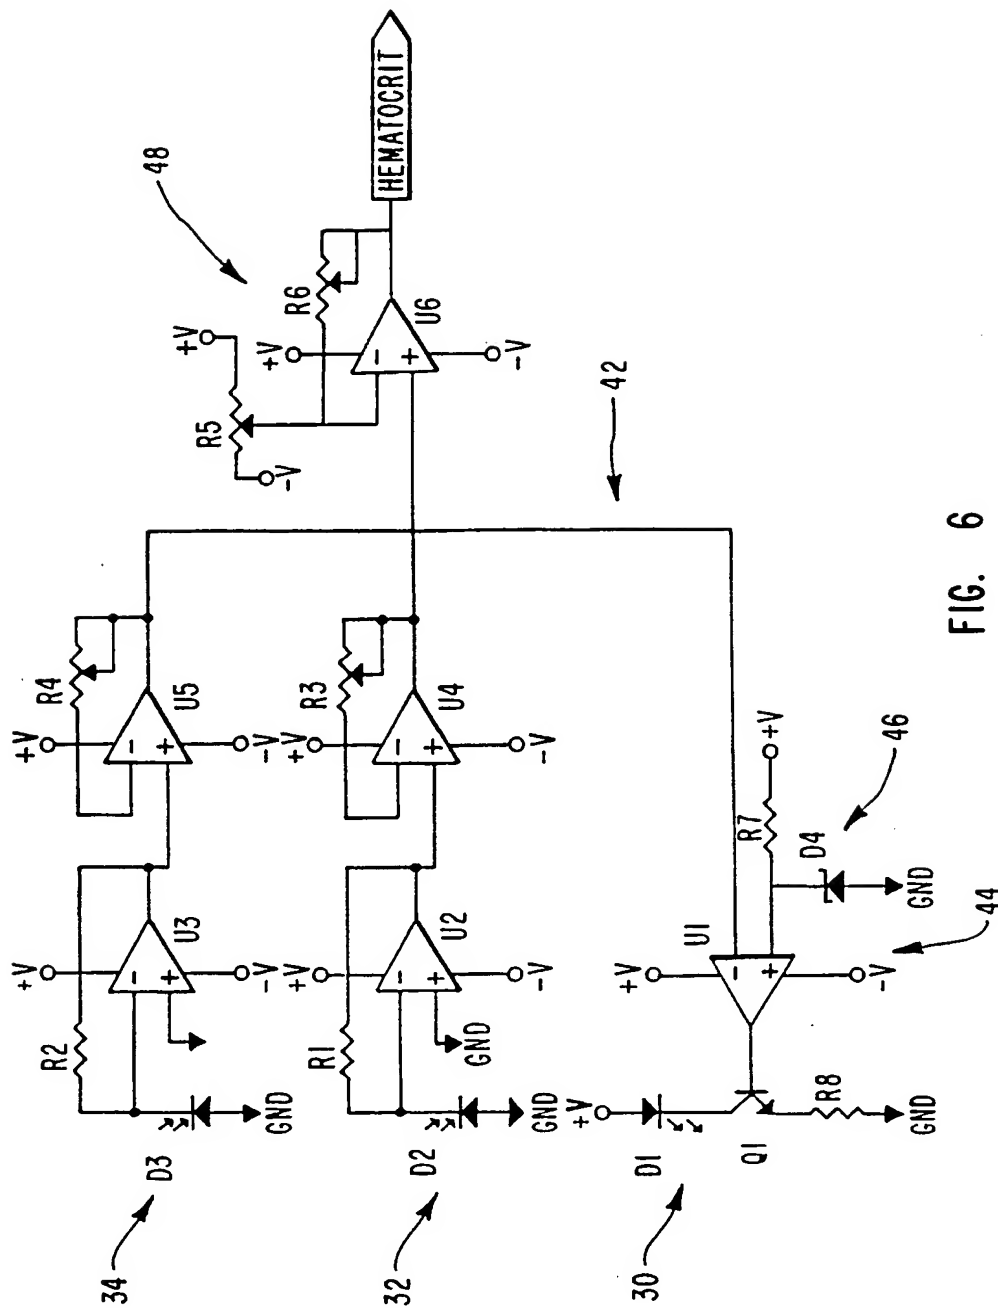 34
D3
R2
+V
U3
-V
GND
R4
+V
U5
-V
32
D2
R1
+V
U2
-V
GND
GND
R3
+V
U4
-V
48
+V
R5
-V
+V
R6
U6
-V
HEMATOCRIT
42
30
+V
D1
Q1
R8
GND
+V
U1
-V
44
R7
+V
D4
GND
46
-
+
-
+
-
+
-
+
-
+
-
+
FIG. 6